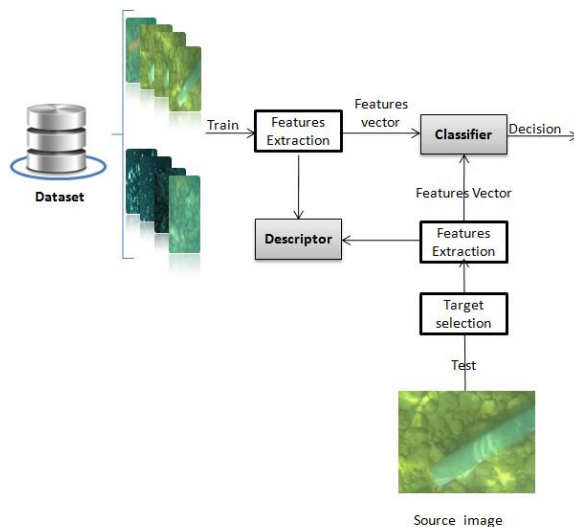 Dataset
Train
Features
Extraction
Features
vector
Classifier
Decision
Features Vector
Descriptor
Features
Extraction
Target
selection
Test
Source image